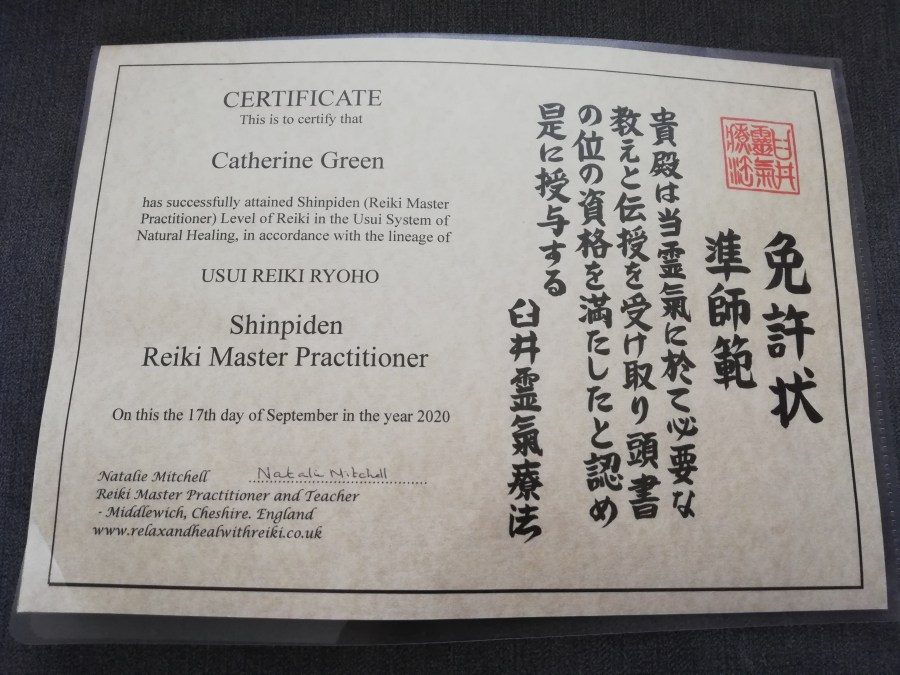 CERTIFICATE
This is to certify that
Catherine Green
has successfully attained Shinpiden (Reiki Master
Practitioner) Level of Reiki in the Usui System of
Natural Healing, in accordance with the lineage of
USUI REIKI RYOHO
Shinpiden
Reiki Master Practitioner
On this the 17th day of September in the year 2020
Natalie Mitchell
Natalie Mitchell
Reiki Master Practitioner and Teacher
- Middlewich, Cheshire. England
www.relaxandhealwithreiki.co.uk
臼井
靈氣
療法
免許状
準師範
貴殿は当霊氣に於て必要な
教えと伝授を受け取り頭書
の位の資格を満たしたと認め
是に授与する
臼井霊氣療法